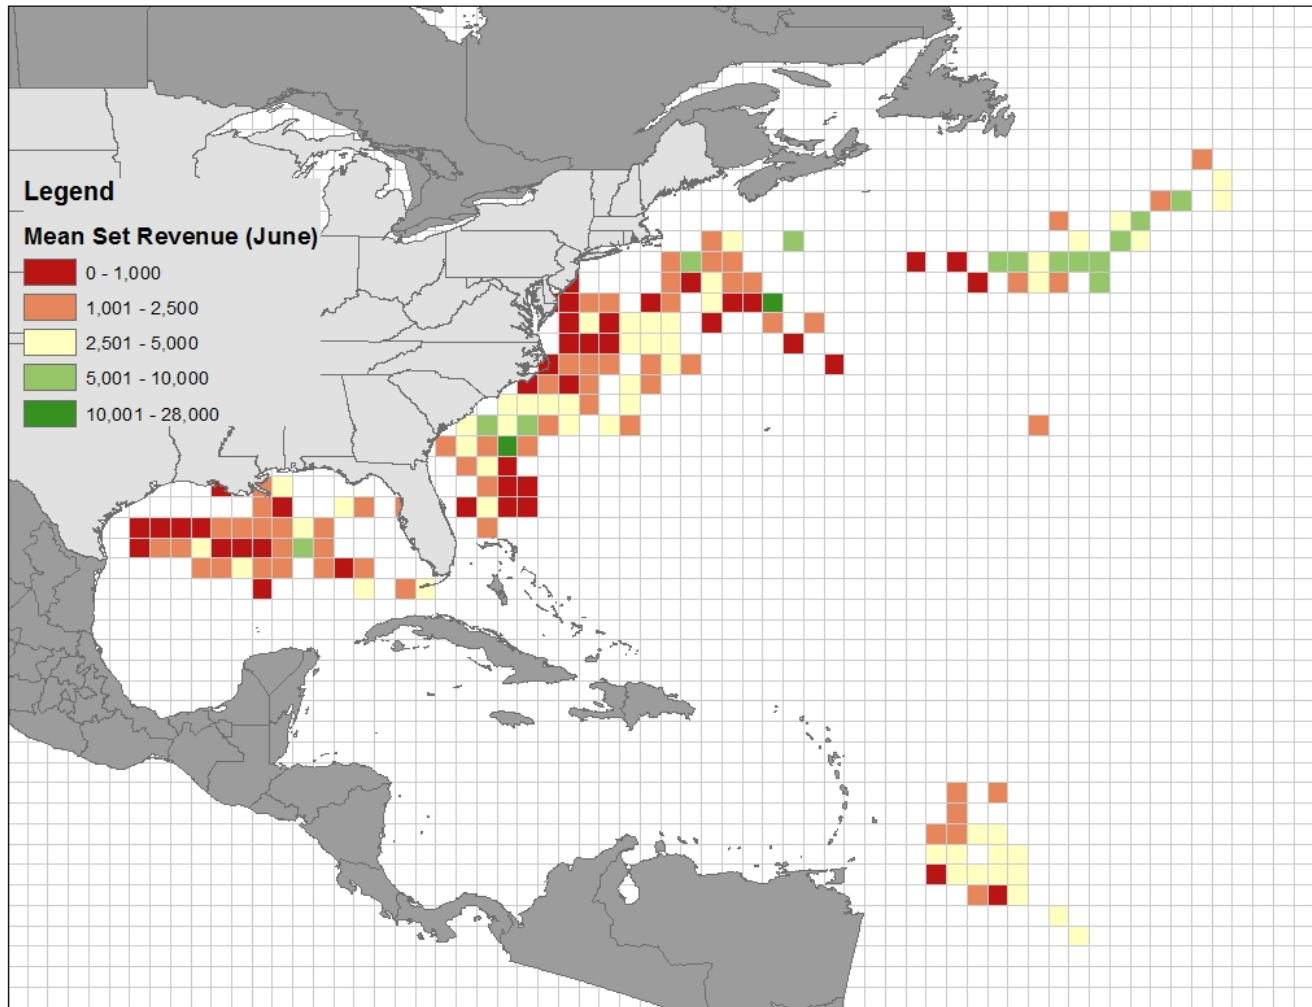 Legend
Mean Set Revenue (June)
0 - 1,000
1,001 - 2,500
2,501 - 5,000
5,001 - 10,000
10,001 - 28,000